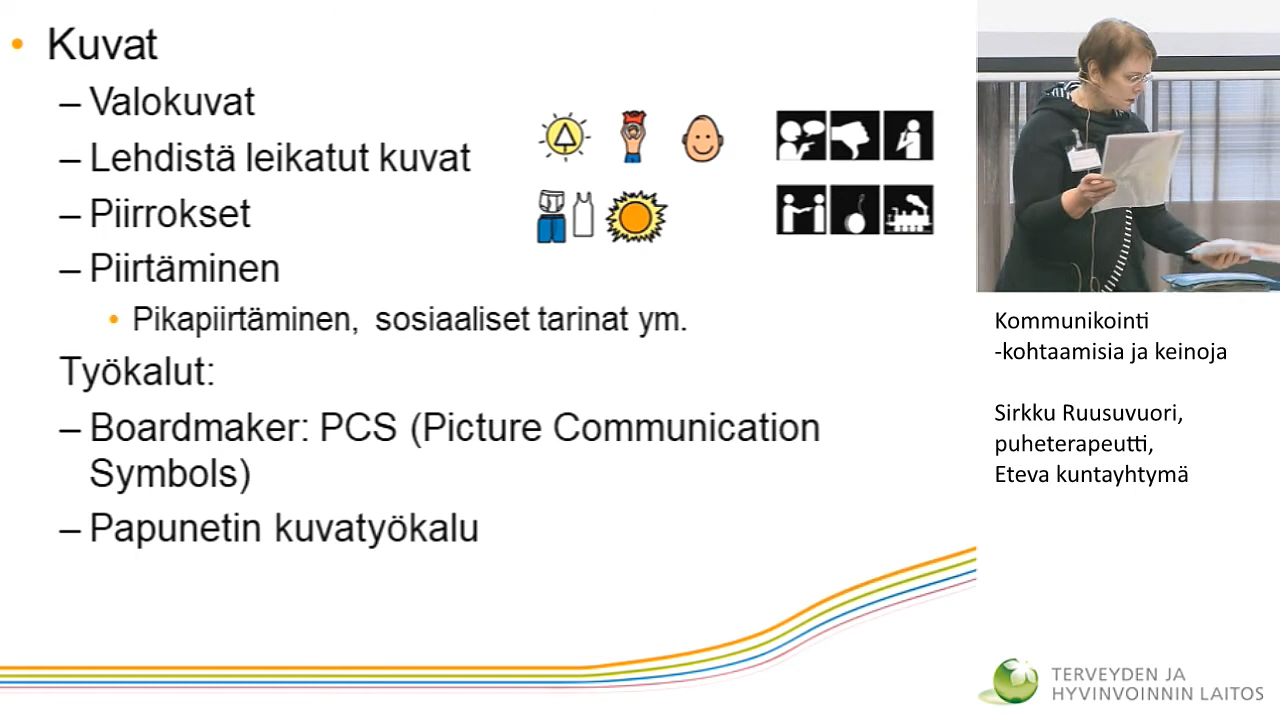 • Kuvat
– Valokuvat
– Lehdistä leikatut kuvat
– Piirrokset
– Piirtäminen
• Pikapiirtäminen, sosiaaliset tarinat ym.
Työkalut:
– Boardmaker: PCS (Picture Communication
Symbols)
– Papunetin kuvatyökalu
Kommunikointi
-kohtaamisia ja keinoja
Sirkku Ruusuvuori,
puheterapeutti,
Eteva kuntayhtymä
TERVEYDEN JA
HYVINVOINNIN LAITOS